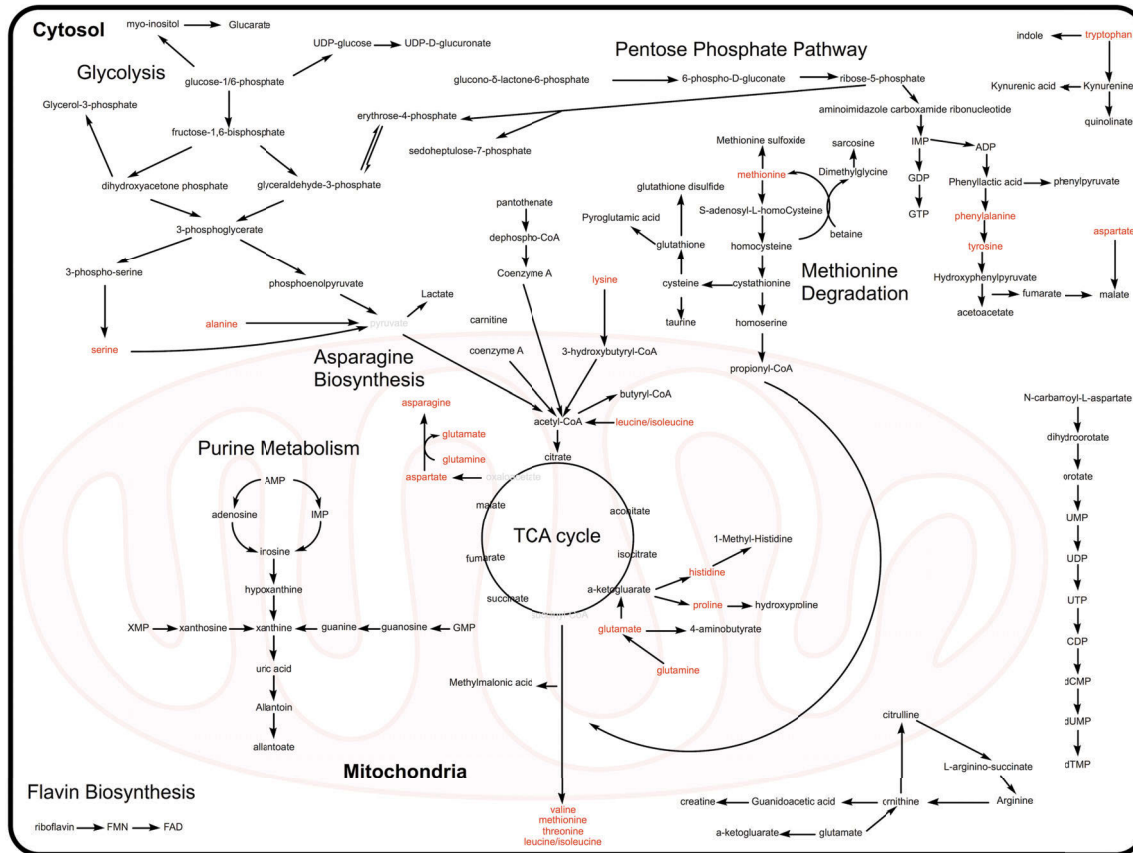 Cytosol
myo-inositol
Glucarate
UDP-glucose
UDP-D-glucuronate
Pentose Phosphate Pathway
indole
tryptophan
Glycolysis
glucose-1/6-phosphate
glucono-δ-lactone-6-phosphate
6-phospho-D-gluconate
ribose-5-phosphate
Kynurenic acid
Kynurenine
Glycerol-3-phosphate
erythrose-4-phosphate
aminoimidazole carboxamide ribonucleotide
quinolinate
fructose-1,6-bisphosphate
sedoheptulose-7-phosphate
Methionine sulfoxide
sarcosine
IMP
ADP
dihydroxyacetone phosphate
glyceraldehyde-3-phosphate
glutathione disulfide
methionine
Dimethylglycine
GDP
Phenyllactic acid
phenylpyruvate
pantothenate
Pyroglutamic acid
S-adenosyl-L-homoCysteine
GTP
phenylalanine
3-phosphoglycerate
dephospho-CoA
glutathione
homocysteine
betaine
tyrosine
aspartate
3-phospho-serine
phosphoenolpyruvate
Coenzyme A
lysine
cysteine
cystathionine
Methionine
Degradation
Hydroxyphenylpyruvate
fumarate
malate
acetoacetate
Lactate
alanine
pyruvate
carnitine
taurine
homoserine
serine
Asparagine
Biosynthesis
coenzyme A
3-hydroxybutyryl-CoA
propionyl-CoA
asparagine
butyryl-CoA
N-carbamoyl-L-aspartate
acetyl-CoA
leucine/isoleucine
glutamate
dihydroorotate
Purine Metabolism
glutamine
citrate
aspartate
oxaloacetate
orotate
AMP
malate
aconitate
adenosine
IMP
UMP
TCA cycle
1-Methyl-Histidine
irosine
fumarate
isocitrate
UDP
histidine
hypoxanthine
succinate
a-ketogluarate
proline
hydroxyproline
UTP
succinyl-CoA
XMP
xanthosine
xanthine
guanine
guanosine
GMP
glutamate
4-aminobutyrate
CDP
uric acid
glutamine
Methylmalonic acid
dCMP
Allantoin
citrulline
dUMP
allantoate
Mitochondria
L-arginino-succinate
dTMP
Flavin Biosynthesis
creatine
Guanidoacetic acid
ornithine
Arginine
valine
methionine
threonine
leucine/isoleucine
riboflavin
FMN
FAD
a-ketogluarate
glutamate